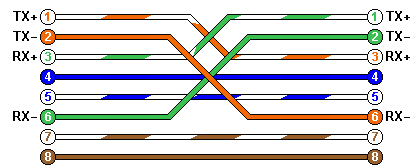 TX+ 1 1 TX+
TX− 2 2 TX−
RX+ 3 3 RX+
4 4
5 5
RX− 6 6 RX−
7 7
8 8